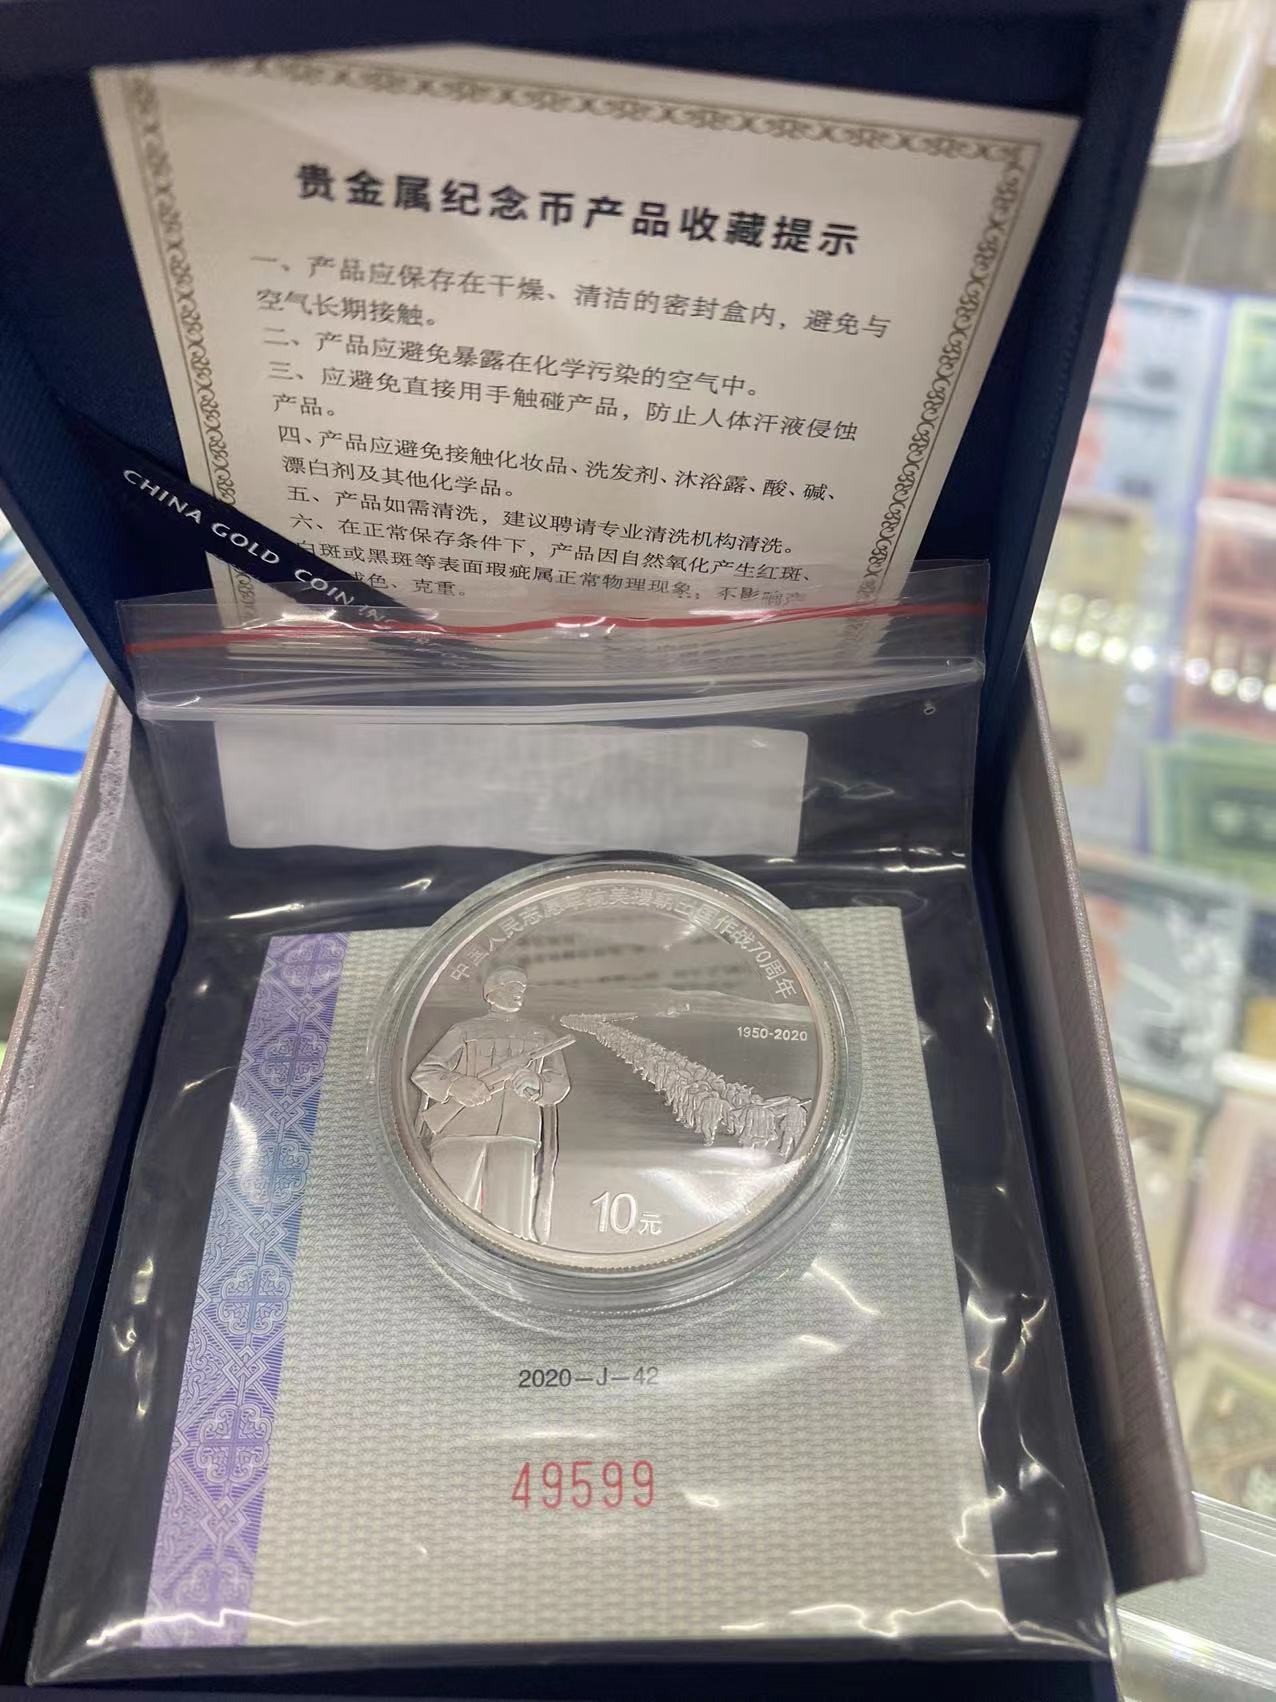 贵金属纪念币产品收藏提示
一、产品应保存在干燥、清洁的密封盒内，避免与
空气长期接触。
二、产品应避免暴露在化学污染的空气中。
三、应避免直接用手触碰产品，防止人体汗液侵蚀
产品。
四、产品应避免接触化妆品、洗发剂、沐浴露、酸、碱、
漂白剂及其他化学品。
五、产品如需清洗，建议聘请专业清洗机构清洗。
六、在正常保存条件下，产品因自然氧化产生红斑、
白斑或黑斑等表面瑕疵属正常物理现象，不影响产
成色、克重。
CHINA GOLD COIN INC
中国人民志愿军抗美援朝出国作战70周年
1950-2020
10元
2020-J-42
49599